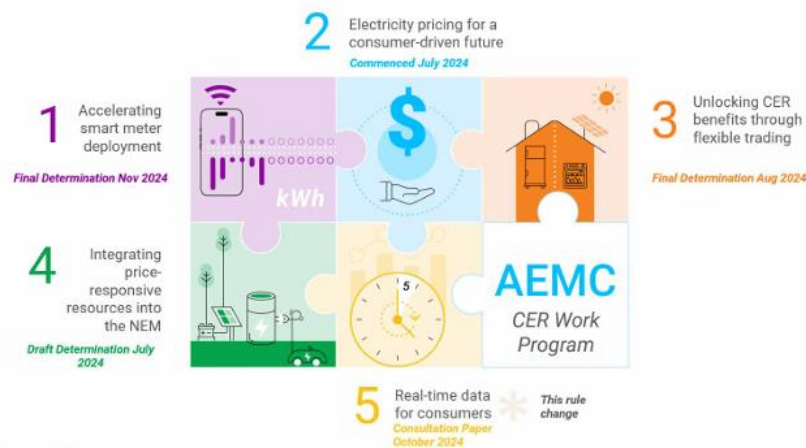 2
Electricity pricing for a
consumer-driven future
Commenced July 2024
1
Accelerating
smart meter
deployment
Final Determination Nov 2024
3
Unlocking CER
benefits through
flexible trading
Final Determination Aug 2024
$
kWh
4
Integrating
price-
responsive
resources into
the NEM
Draft Determination July
2024
5
AEMC
CER Work
Program
5
Real-time data
for consumers
Consultation Paper
October 2024
* This rule
change